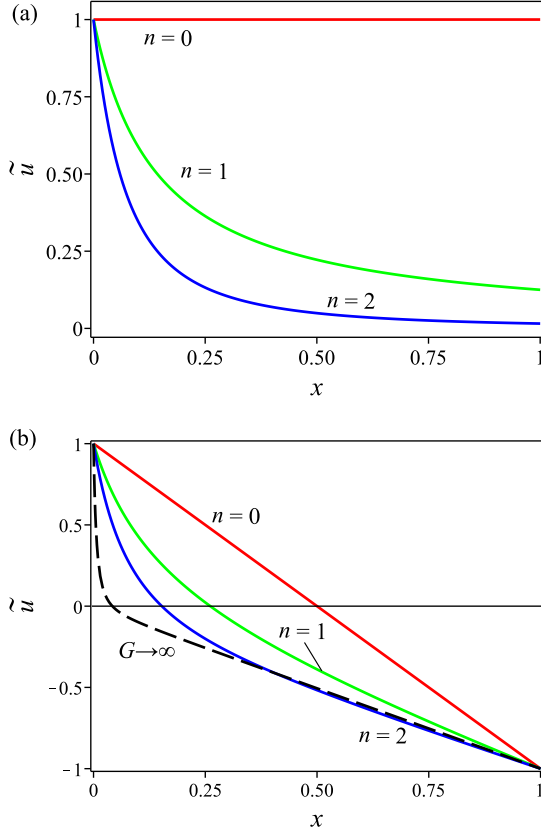 (a)
1
n = 0
0.75
ũ
0.50
n = 1
0.25
n = 2
0
0 0.25 0.50 0.75 1
x
(b)
1
n = 0
0.5
ũ
0
n = 1
G→∞
−0.5
n = 2
−1
0 0.25 0.50 0.75 1
x